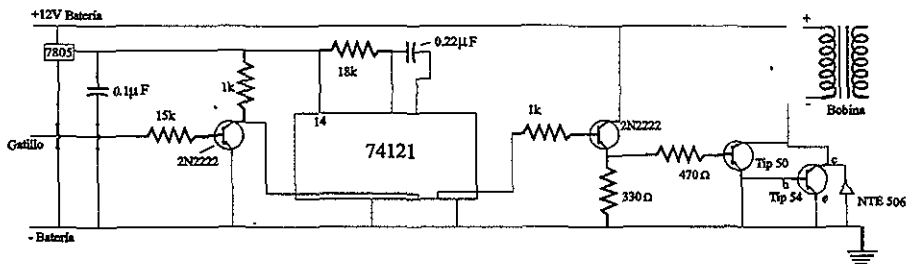 +12V Batería
7805
0.1µF
1k
15k
Gatillo
2N2222
14
18k
0.22µF
74121
1k
2N2222
330Ω
470Ω
Tip 50
b
c
e
Tip 54
NTE 506
+
-
Bobina
- Batería